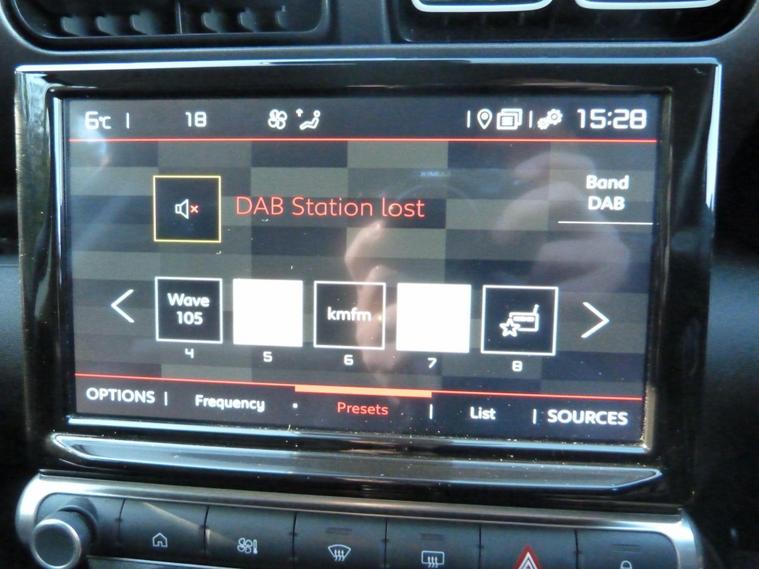 6°C | 18 15:28
Band
DAB
DAB Station lost
Wave
105
kmfm
4 5 6 7 8
OPTIONS | Frequency Presets | List | SOURCES